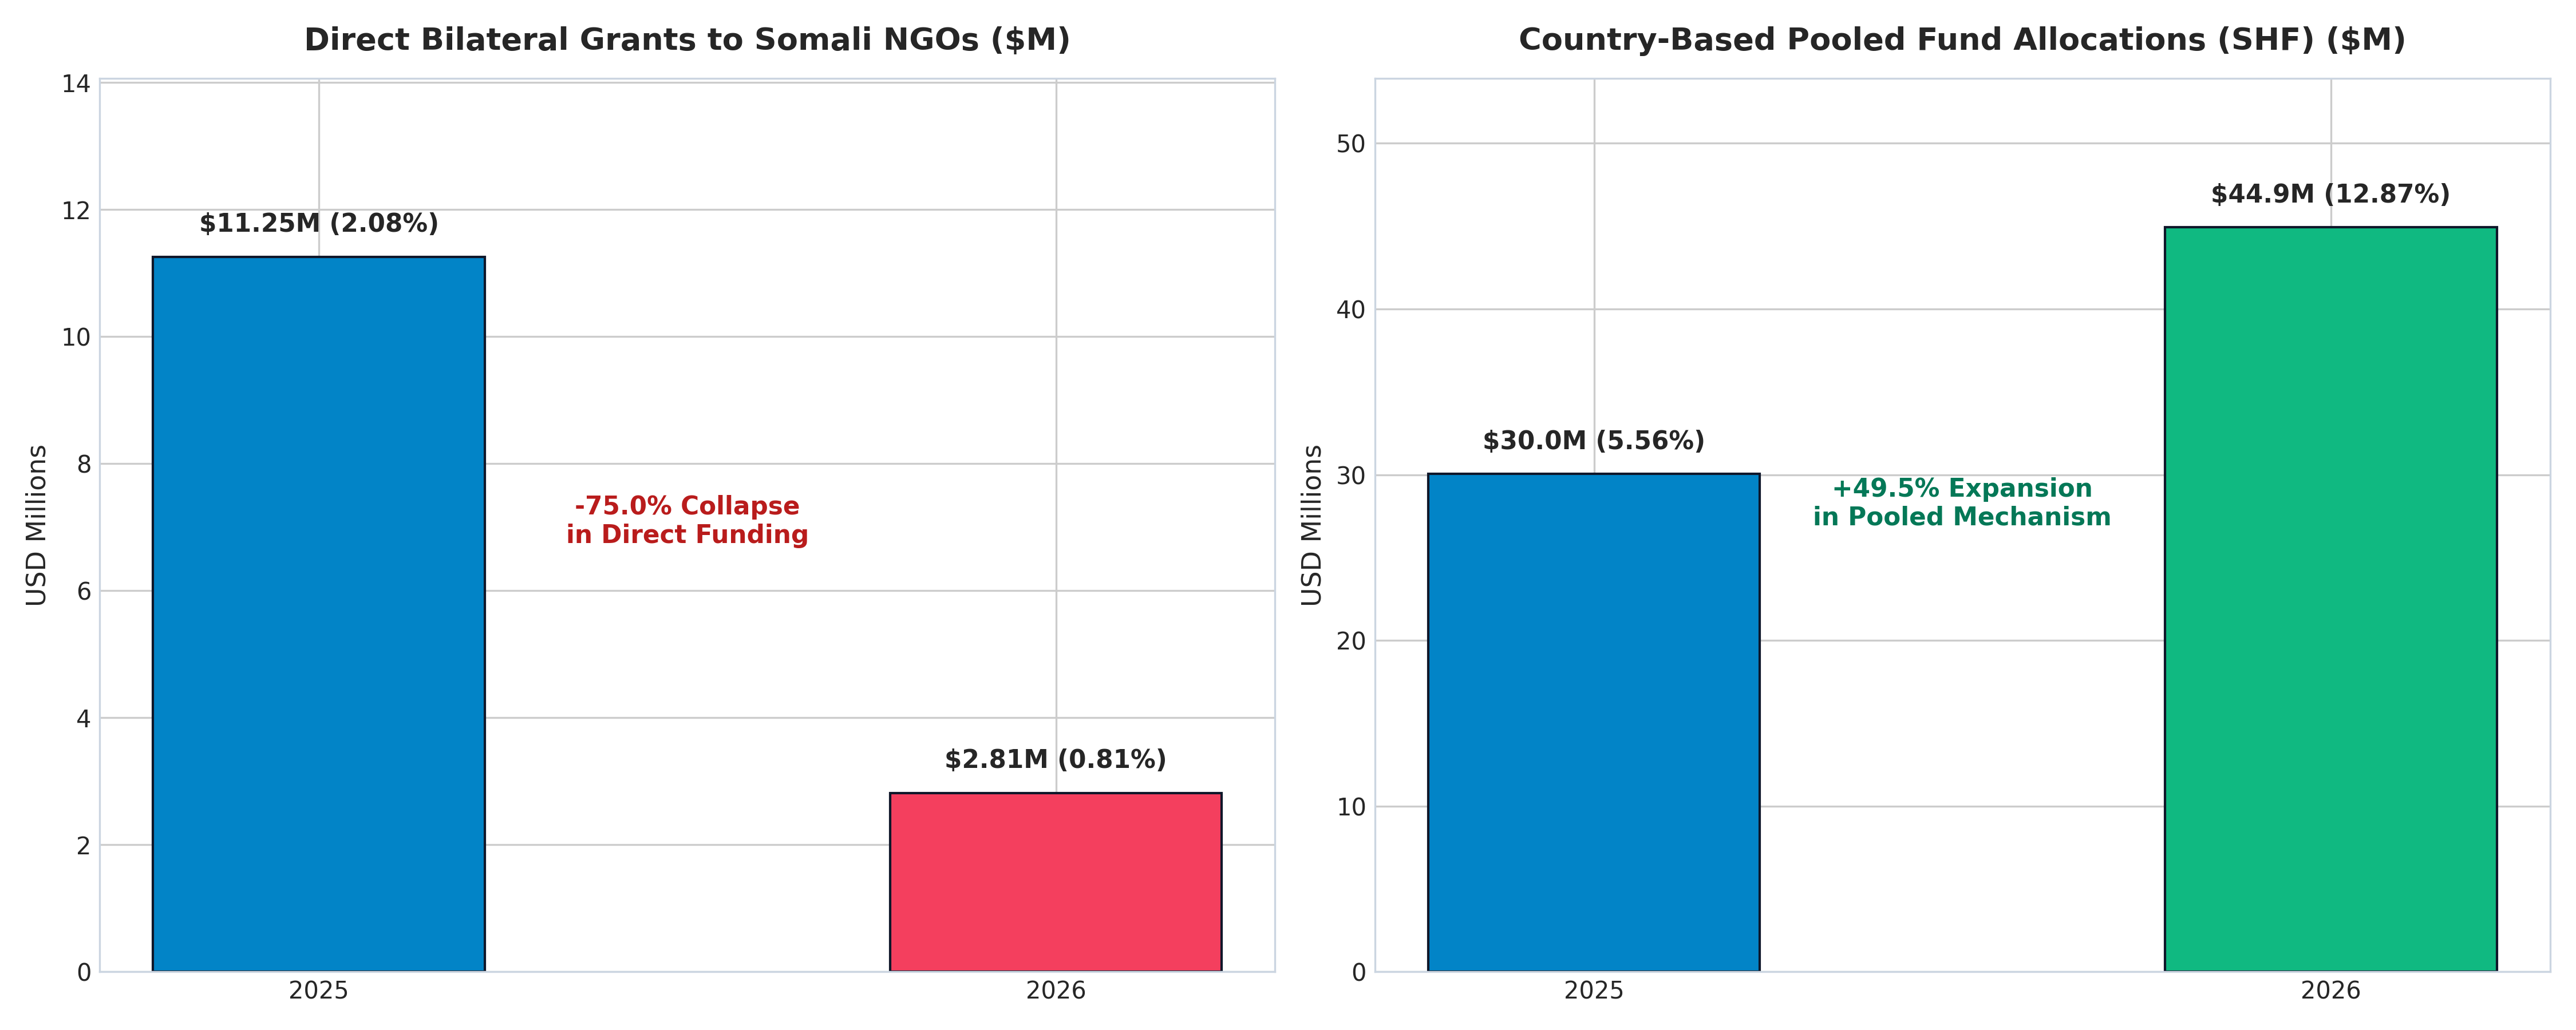 Direct Bilateral Grants to Somali NGOs ($M)
USD Millions
14
12
10
8
6
4
2
0
$11.25M (2.08%)
-75.0% Collapse
in Direct Funding
$2.81M (0.81%)
2025
2026
Country-Based Pooled Fund Allocations (SHF) ($M)
USD Millions
50
40
30
20
10
0
$30.0M (5.56%)
+49.5% Expansion
in Pooled Mechanism
$44.9M (12.87%)
2025
2026